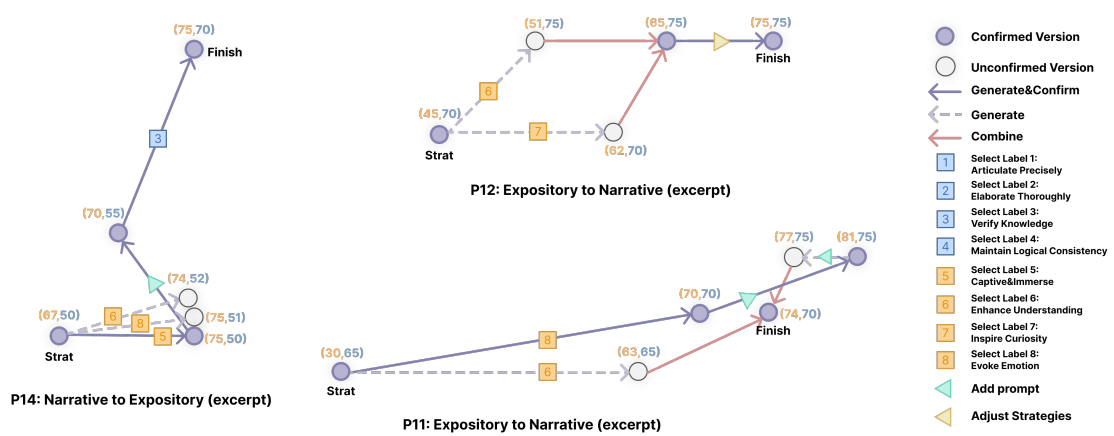 (75,70)
Finish
3
(70,55)
(74,52)
(67,50)
6
8
(75,51)
5
(75,50)
Strat
P14: Narrative to Expository (excerpt)
(51,75)
(65,75)
(75,75)
Finish
6
(45,70)
7
Strat
(62,70)
P12: Expository to Narrative (excerpt)
(77,75)
(81,75)
(70,70)
(74,70)
Finish
8
(30,65)
(63,65)
6
Strat
P11: Expository to Narrative (excerpt)
Confirmed Version
Unconfirmed Version
Generate&Confirm
Generate
Combine
1
Select Label 1:
Articulate Precisely
2
Select Label 2:
Elaborate Thoroughly
3
Select Label 3:
Verify Knowledge
4
Select Label 4:
Maintain Logical Consistency
5
Select Label 5:
Captive&Immerse
6
Select Label 6:
Enhance Understanding
7
Select Label 7:
Inspire Curiosity
8
Select Label 8:
Evoke Emotion
Add prompt
Adjust Strategies